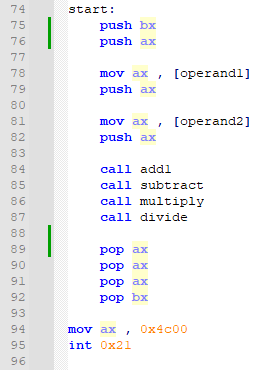 74 start:
75 push bx
76 push ax
77
78 mov ax , [operand1]
79 push ax
80
81 mov ax , [operand2]
82 push ax
83
84 call add1
85 call subtract
86 call multiply
87 call divide
88
89 pop ax
90 pop ax
91 pop ax
92 pop bx
93
94 mov ax , 0x4c00
95 int 0x21
96